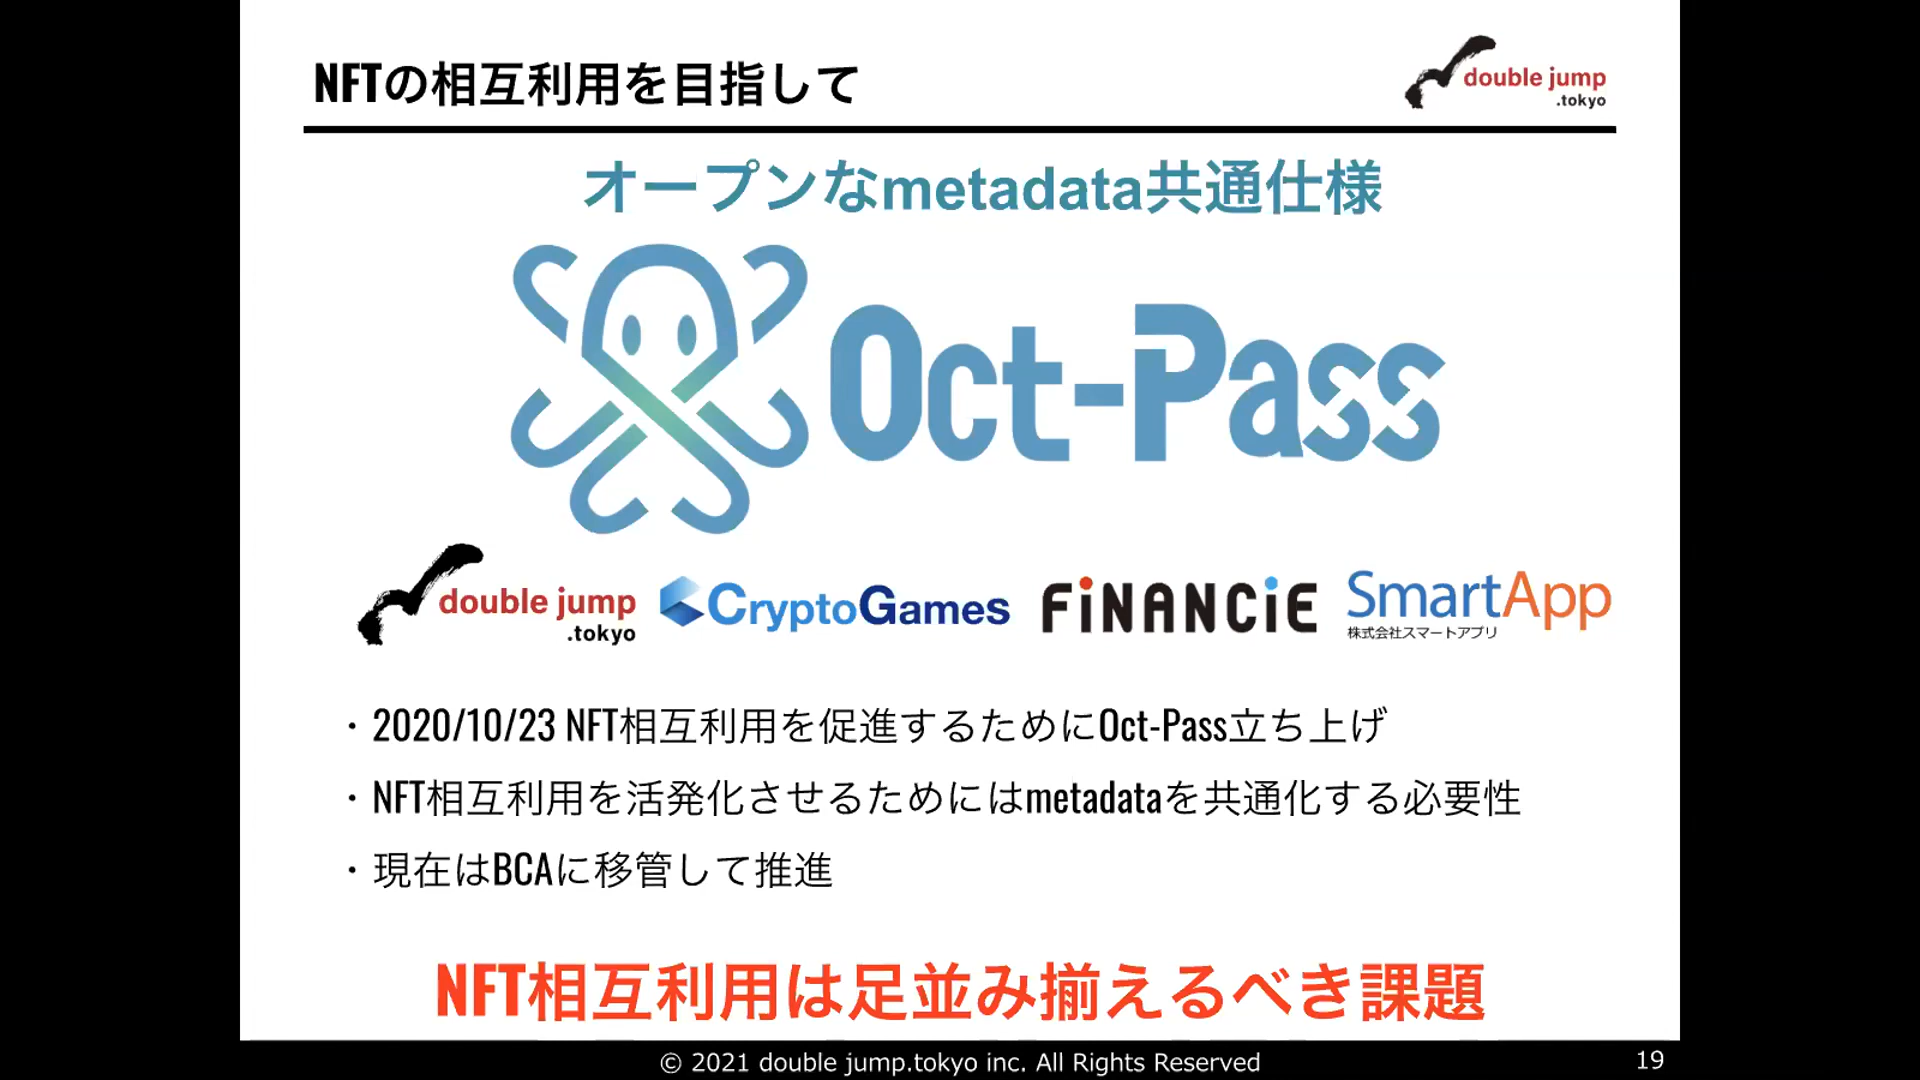 NFTの相互利用を目指して
double jump
.tokyo
オープンなmetadata共通仕様
Oct-Pass
double jump
.tokyo
CryptoGames
FiNANCiE
SmartApp
株式会社スマートアプリ
・2020/10/23 NFT相互利用を促進するためにOct-Pass立ち上げ
・NFT相互利用を活発化させるためにはmetadataを共通化する必要性
・現在はBCAに移管して推進
NFT相互利用は足並み揃えるべき課題
© 2021 double jump.tokyo inc. All Rights Reserved
19